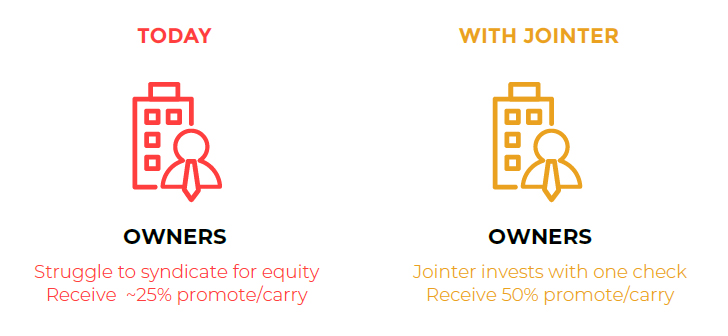 TODAY
WITH JOINTER
OWNERS
Struggle to syndicate for equity
Receive ~25% promote/carry
OWNERS
Jointer invests with one check
Receive 50% promote/carry